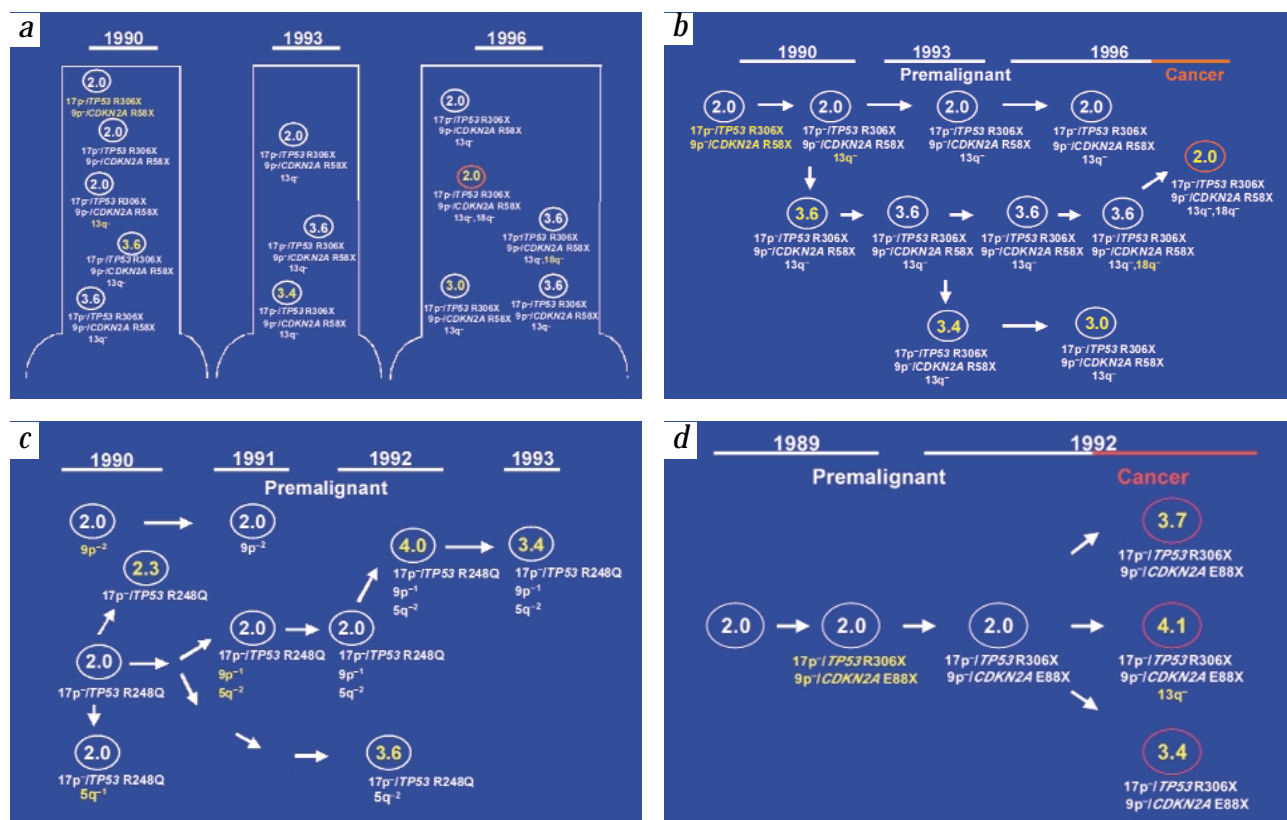 a
1990
1993
1996
2.0
17p-/TP53 R306X
9p-/CDKN2A R58X
2.0
17p-/TP53 R306X
9p-/CDKN2A R58X
2.0
17p-/TP53 R306X
9p-/CDKN2A R58X
13q-
3.6
17p-/TP53 R306X
9p-/CDKN2A R58X
13q-
3.6
17p-/TP53 R306X
9p-/CDKN2A R58X
13q-
2.0
17p-/TP53 R306X
9p-/CDKN2A R58X
13q-
3.6
17p-/TP53 R306X
9p-/CDKN2A R58X
13q-
3.4
17p-/TP53 R306X
9p-/CDKN2A R58X
13q-
2.0
17p-/TP53 R306X
9p-/CDKN2A R58X
13q-
2.0
17p-/TP53 R306X
9p-/CDKN2A R58X
13q-,18q-
3.6
17p-/TP53 R306X
9p-/CDKN2A R58X
13q-,18q-
3.0
17p-/TP53 R306X
9p-/CDKN2A R58X
13q-
3.6
17p-/TP53 R306X
9p-/CDKN2A R58X
13q-
b
1990
1993
1996
Premalignant
Cancer
2.0
17p⁻/TP53 R306X
9p⁻/CDKN2A R58X
2.0
17p⁻/TP53 R306X
9p⁻/CDKN2A R58X
13q⁻
2.0
17p⁻/TP53 R306X
9p⁻/CDKN2A R58X
13q⁻
2.0
17p⁻/TP53 R306X
9p⁻/CDKN2A R58X
13q⁻
2.0
17p⁻/TP53 R306X
9p⁻/CDKN2A R58X
13q⁻,18q⁻
3.6
17p⁻/TP53 R306X
9p⁻/CDKN2A R58X
13q⁻
3.6
17p⁻/TP53 R306X
9p⁻/CDKN2A R58X
13q⁻
3.6
17p⁻/TP53 R306X
9p⁻/CDKN2A R58X
13q⁻
3.6
17p⁻/TP53 R306X
9p⁻/CDKN2A R58X
13q⁻,18q⁻
3.4
17p⁻/TP53 R306X
9p⁻/CDKN2A R58X
13q⁻
3.0
17p⁻/TP53 R306X
9p⁻/CDKN2A R58X
13q⁻
c
1990
1991
1992
1993
Premalignant
2.0
9p⁻²
2.0
9p⁻²
2.3
17p⁻/TP53 R248Q
4.0
17p⁻/TP53 R248Q
9p⁻¹
5q⁻²
3.4
17p⁻/TP53 R248Q
9p⁻¹
5q⁻²
2.0
17p⁻/TP53 R248Q
2.0
17p⁻/TP53 R248Q
9p⁻¹
5q⁻²
2.0
17p⁻/TP53 R248Q
9p⁻¹
5q⁻²
2.0
17p⁻/TP53 R248Q
5q⁻¹
3.6
17p⁻/TP53 R248Q
5q⁻²
d
1989
1992
Premalignant
Cancer
3.7
17p⁻/TP53 R306X
9p⁻/CDKN2A E88X
2.0
2.0
17p⁻/TP53 R306X
9p⁻/CDKN2A E88X
2.0
17p⁻/TP53 R306X
9p⁻/CDKN2A E88X
4.1
17p⁻/TP53 R306X
9p⁻/CDKN2A E88X
13q⁻
3.4
17p⁻/TP53 R306X
9p⁻/CDKN2A E88X